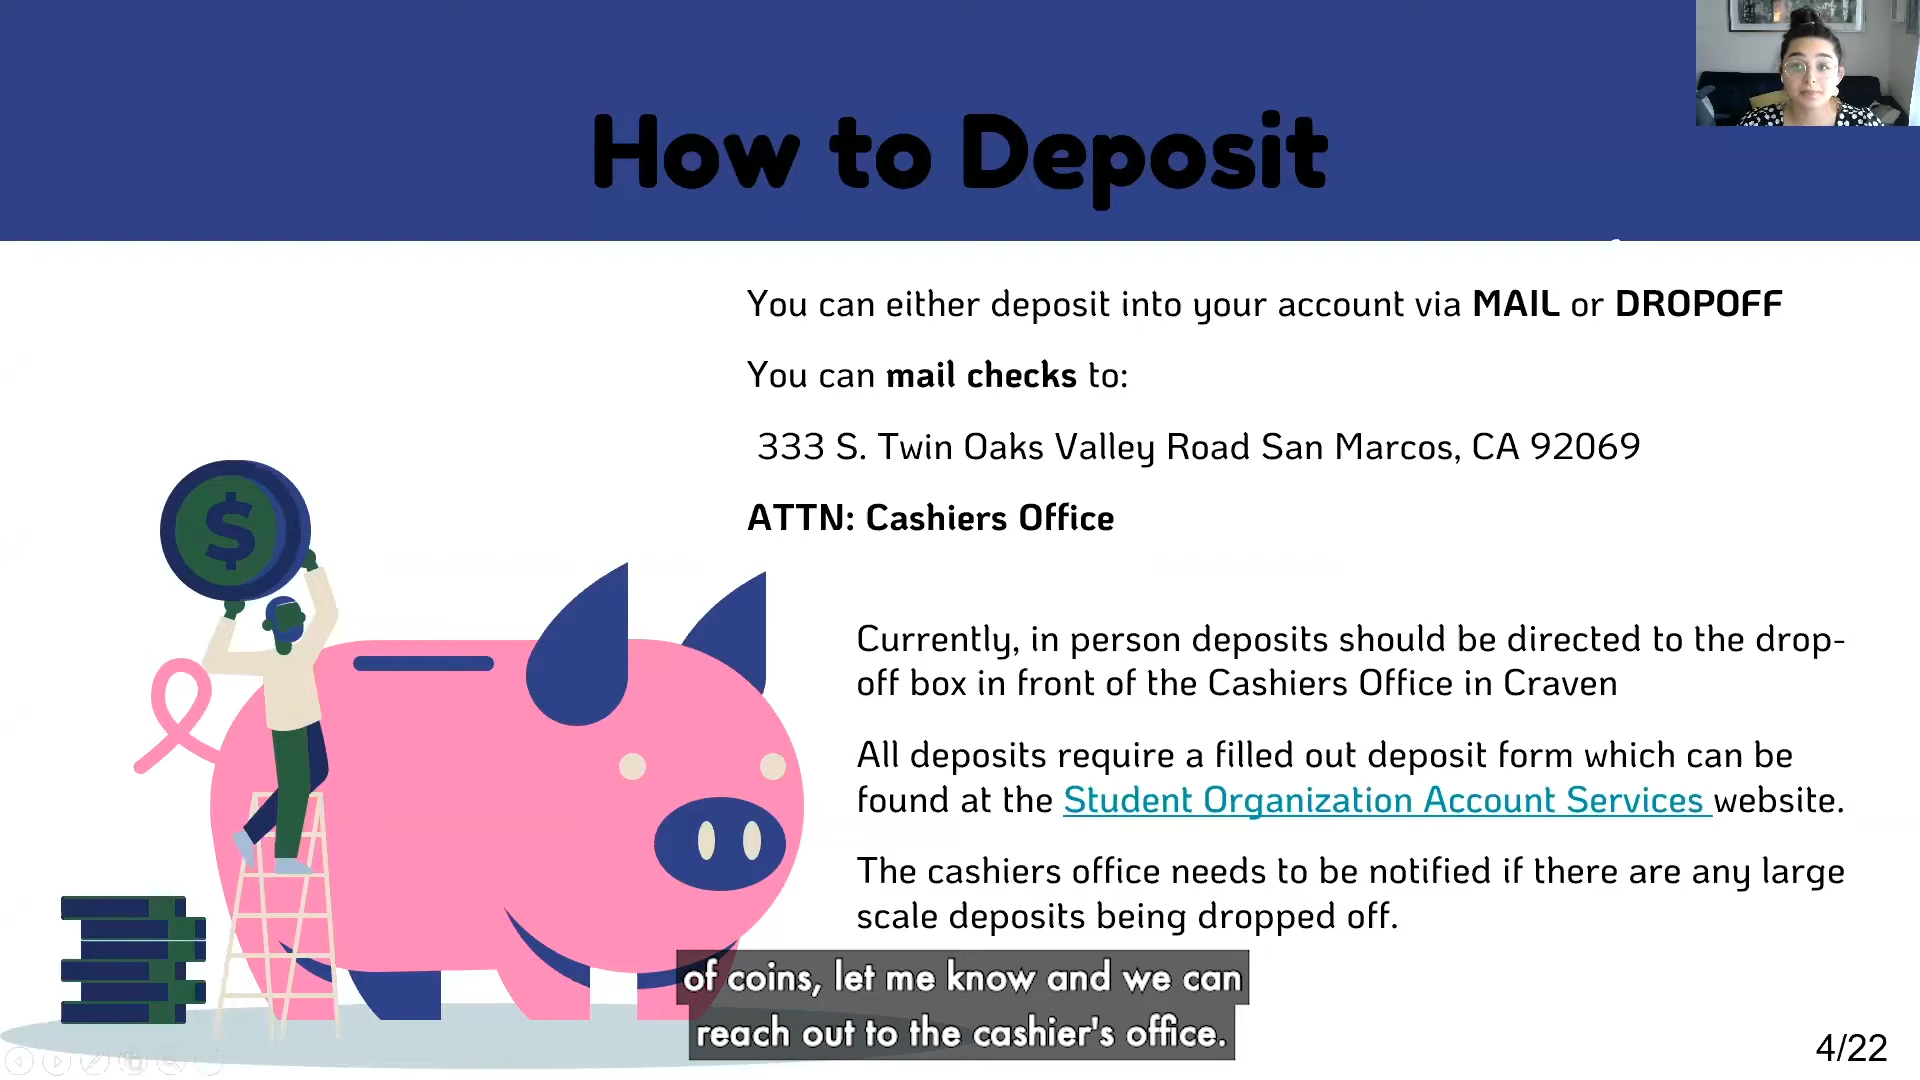 How to Deposit
You can either deposit into your account via MAIL or DROPOFF
You can mail checks to:
333 S. Twin Oaks Valley Road San Marcos, CA 92069
ATTN: Cashiers Office
$
Currently, in person deposits should be directed to the drop-
off box in front of the Cashiers Office in Craven
All deposits require a filled out deposit form which can be
found at the Student Organization Account Services website.
The cashiers office needs to be notified if there are any large
scale deposits being dropped off.
of coins, let me know and we can
reach out to the cashier's office.
4/22